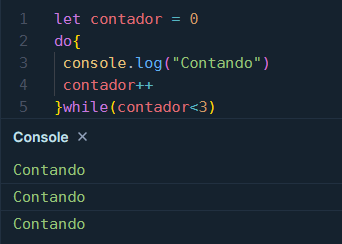 1 let contador = 0
2 do{
3 console.log("Contando")
4 contador++
5 }while(contador<3)
Console ✕
Contando
Contando
Contando